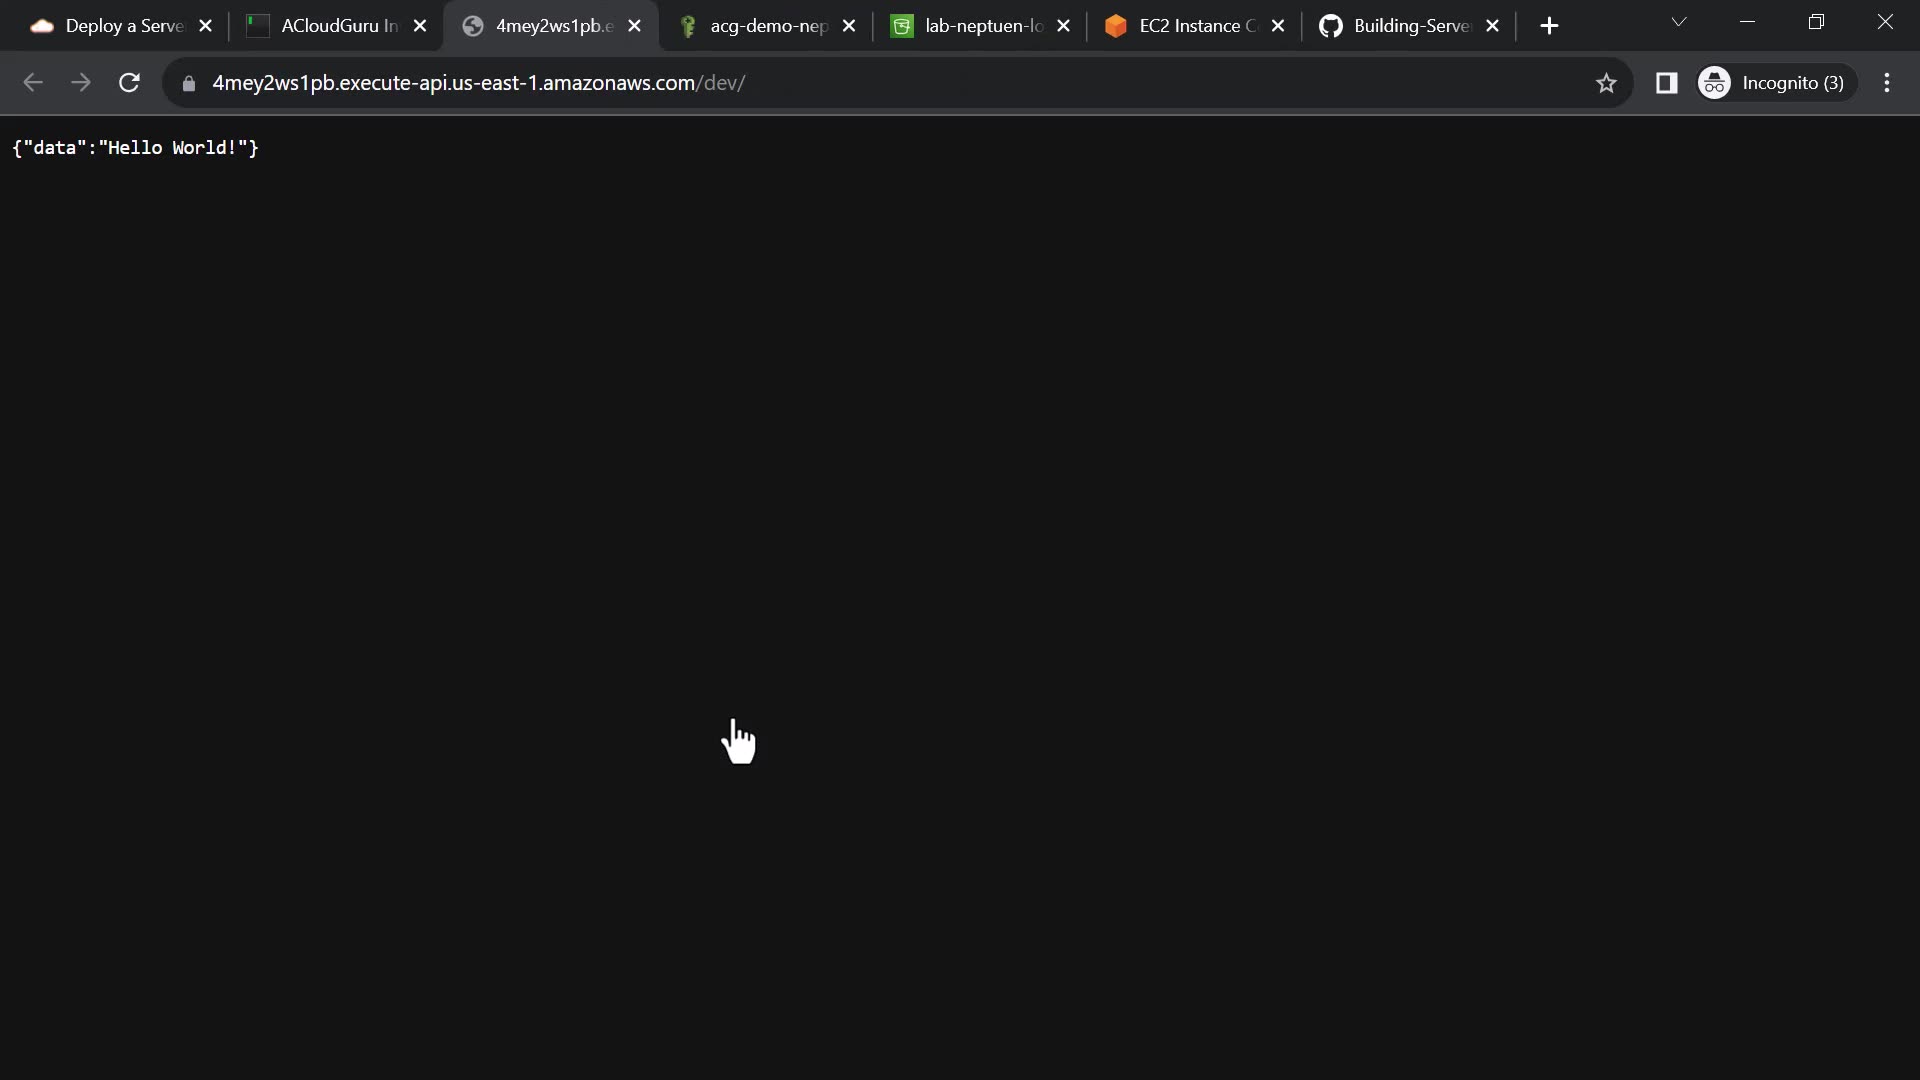 Deploy a Serve
ACloudGuru In
4mey2ws1pb.e
acg-demo-nep
lab-neptuen-lo
EC2 Instance C
Building-Serve
4mey2ws1pb.execute-api.us-east-1.amazonaws.com/dev/
Incognito (3)
{"data":"Hello World!"}